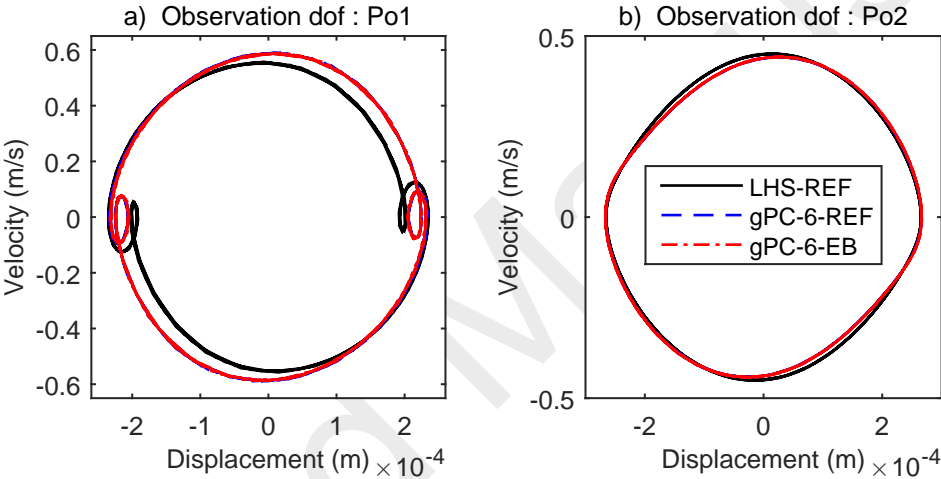 a) Observation dof : Po1
0.6
0.4
0.2
0
-0.2
-0.4
-0.6
Velocity (m/s)
-2 -1 0 1 2
Displacement (m) ×10-4
b) Observation dof : Po2
0.5
0
-0.5
Velocity (m/s)
LHS-REF
gPC-6-REF
gPC-6-EB
-2 0 2
Displacement (m) ×10-4